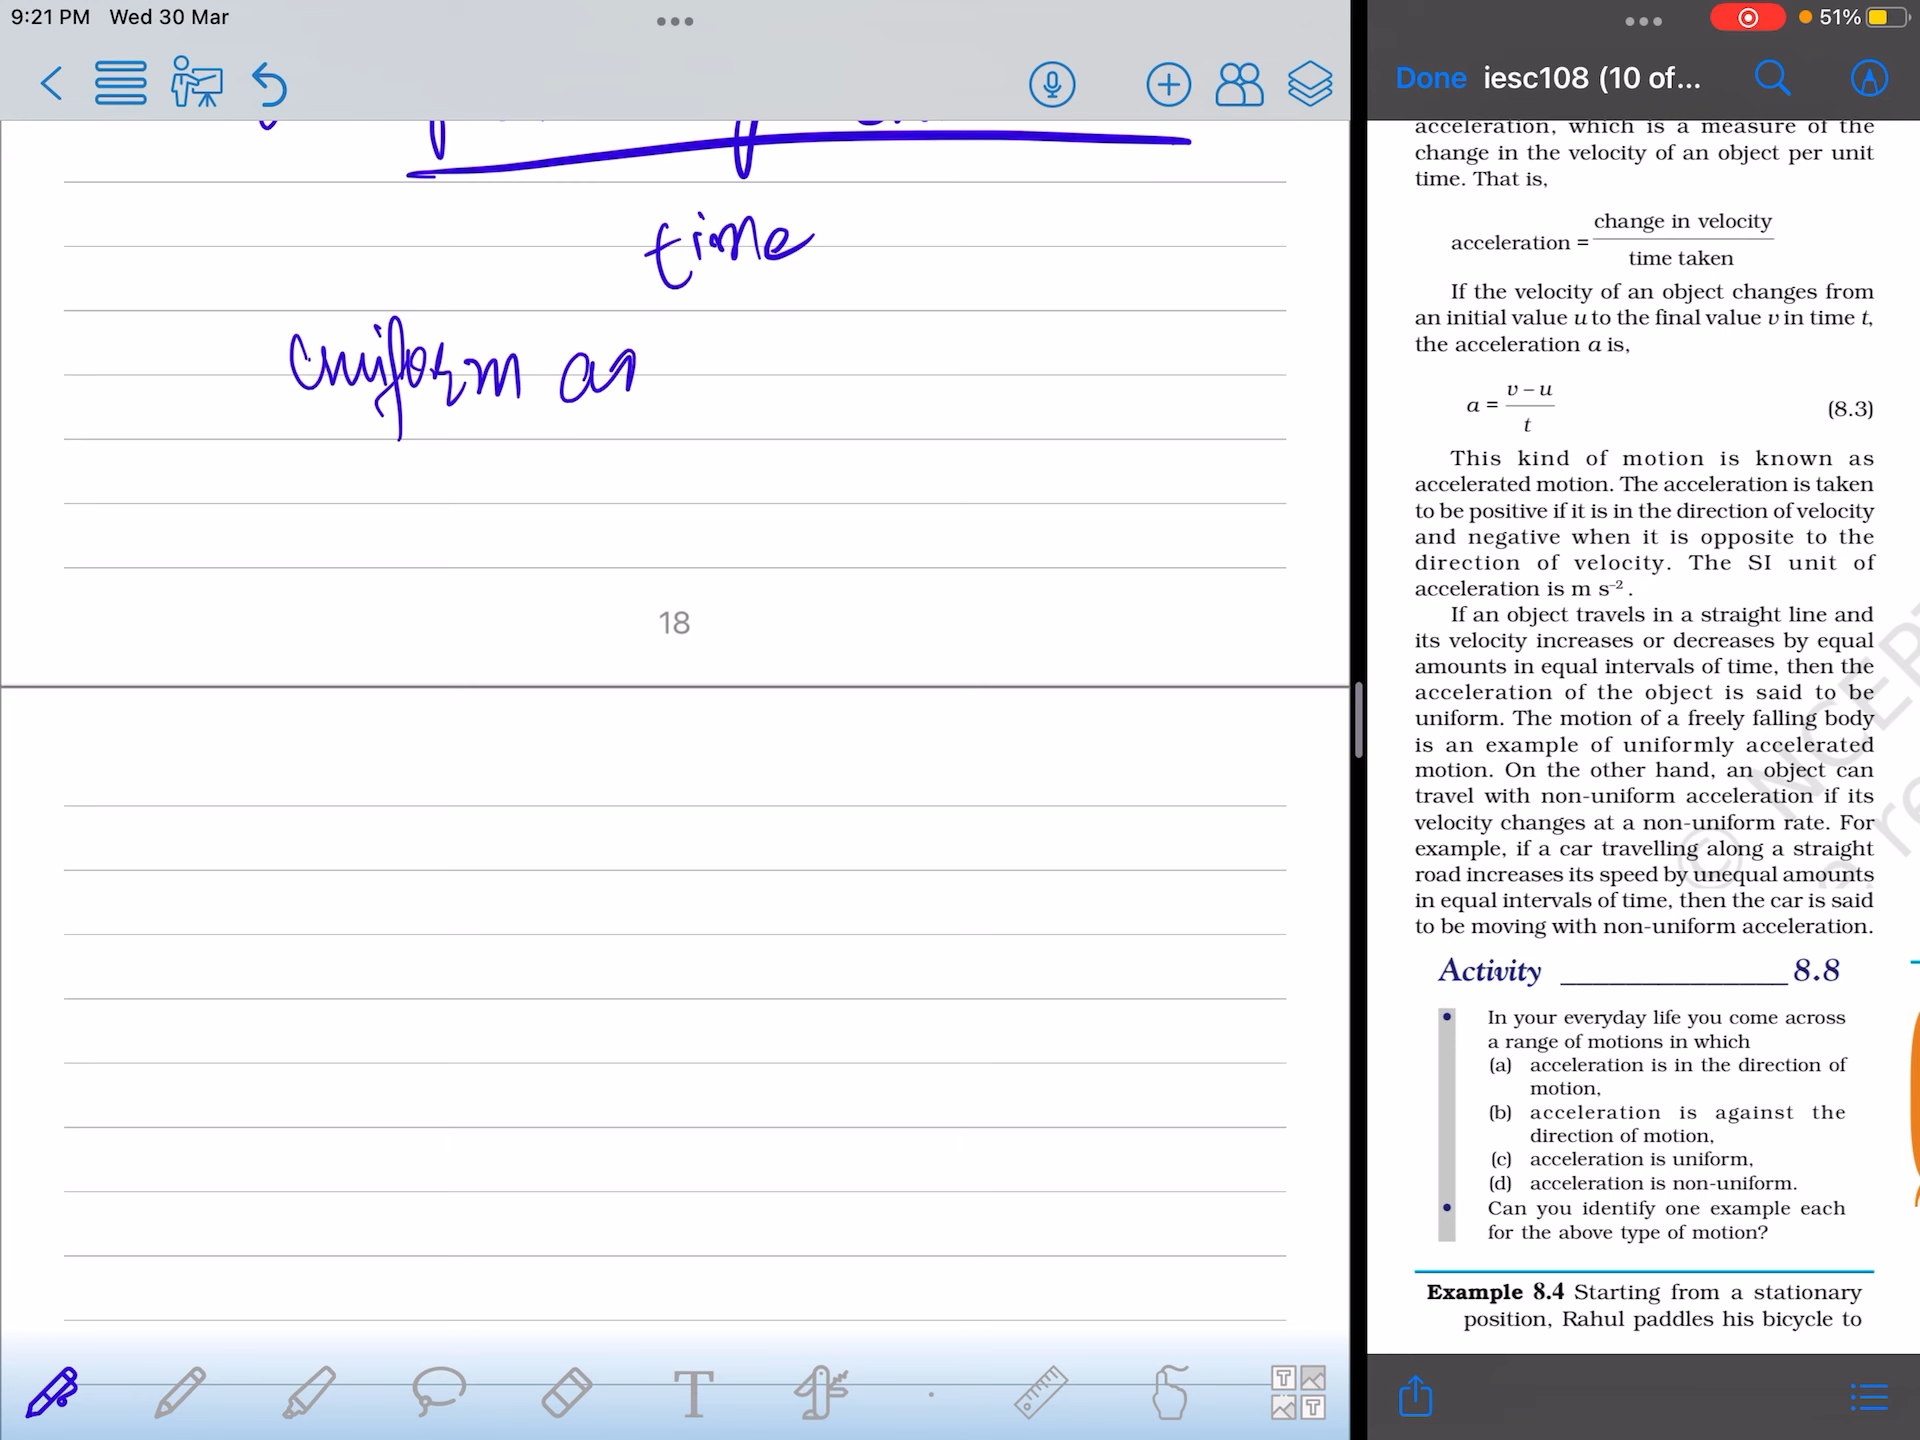 9:21 PM Wed 30 Mar
51%
Done iesc108 (10 of...
time
uniform
18
acceleration, which is a measure of the
change in the velocity of an object per unit
time. That is,
acceleration = change in velocity
time taken
If the velocity of an object changes from
an initial value u to the final value v in time t,
the acceleration a is,
a = v – u
t
(8.3)
This kind of motion is known as
accelerated motion. The acceleration is taken
to be positive if it is in the direction of velocity
and negative when it is opposite to the
direction of velocity. The SI unit of
acceleration is m s⁻² .
If an object travels in a straight line and
its velocity increases or decreases by equal
amounts in equal intervals of time, then the
acceleration of the object is said to be
uniform. The motion of a freely falling body
is an example of uniformly accelerated
motion. On the other hand, an object can
travel with non-uniform acceleration if its
velocity changes at a non-uniform rate. For
example, if a car travelling along a straight
road increases its speed by unequal amounts
in equal intervals of time, then the car is said
to be moving with non-uniform acceleration.
Activity ______________ 8.8
• In your everyday life you come across
a range of motions in which
(a) acceleration is in the direction of
motion,
(b) acceleration is against the
direction of motion,
(c) acceleration is uniform,
(d) acceleration is non-uniform.
• Can you identify one example each
for the above type of motion?
Example 8.4 Starting from a stationary
position, Rahul paddles his bicycle to